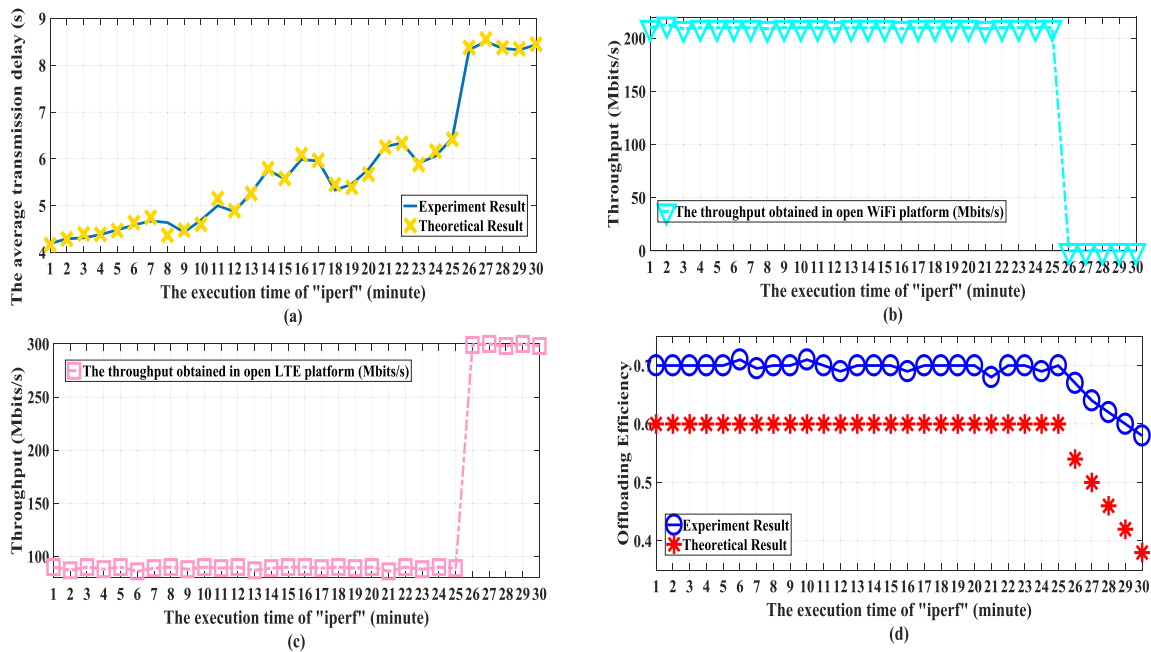 The average transmission delay (s)
9
8
7
6
5
4
Experiment Result
Theoretical Result
1 2 3 4 5 6 7 8 9 10 11 12 13 14 15 16 17 18 19 20 21 22 23 24 25 26 27 28 29 30
The execution time of "iperf" (minute)
(a)
Throughput (Mbits/s)
200
150
100
50
0
The throughput obtained in open WiFi platform (Mbits/s)
1 2 3 4 5 6 7 8 9 10 11 12 13 14 15 16 17 18 19 20 21 22 23 24 25 26 27 28 29 30
The execution time of "iperf" (minute)
(b)
Throughput (Mbits/s)
300
250
200
150
100
The throughput obtained in open LTE platform (Mbits/s)
1 2 3 4 5 6 7 8 9 10 11 12 13 14 15 16 17 18 19 20 21 22 23 24 25 26 27 28 29 30
The execution time of "iperf" (minute)
(c)
Offloading Efficiency
0.7
0.6
0.5
0.4
Experiment Result
Theoretical Result
1 2 3 4 5 6 7 8 9 10 11 12 13 14 15 16 17 18 19 20 21 22 23 24 25 26 27 28 29 30
The execution time of "iperf" (minute)
(d)